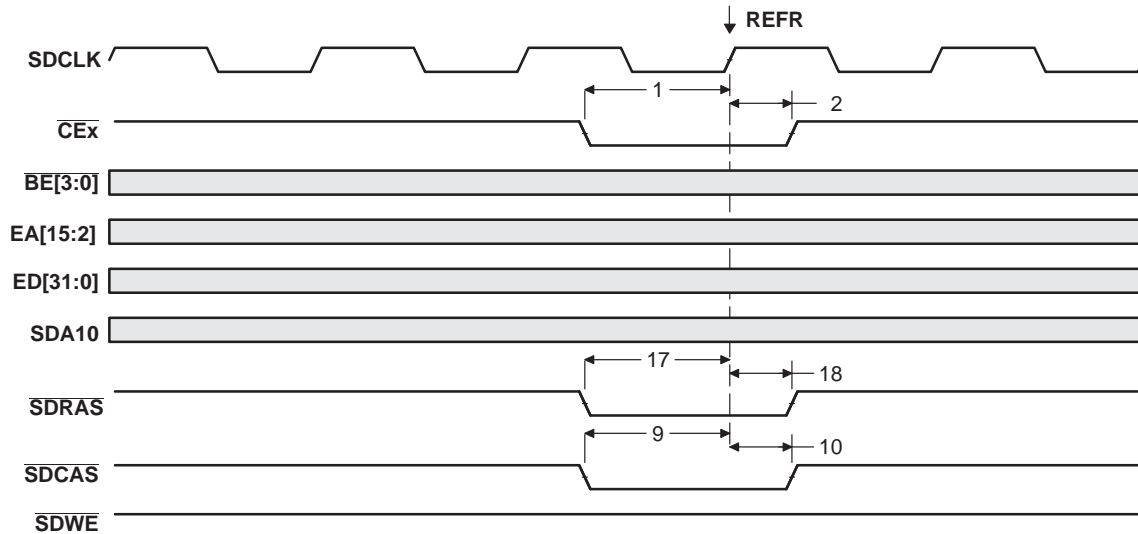 REFR
SDCLK
1
2
CEx
BE[3:0]
EA[15:2]
ED[31:0]
SDA10
17
18
SDRAS
9
10
SDCAS
SDWE